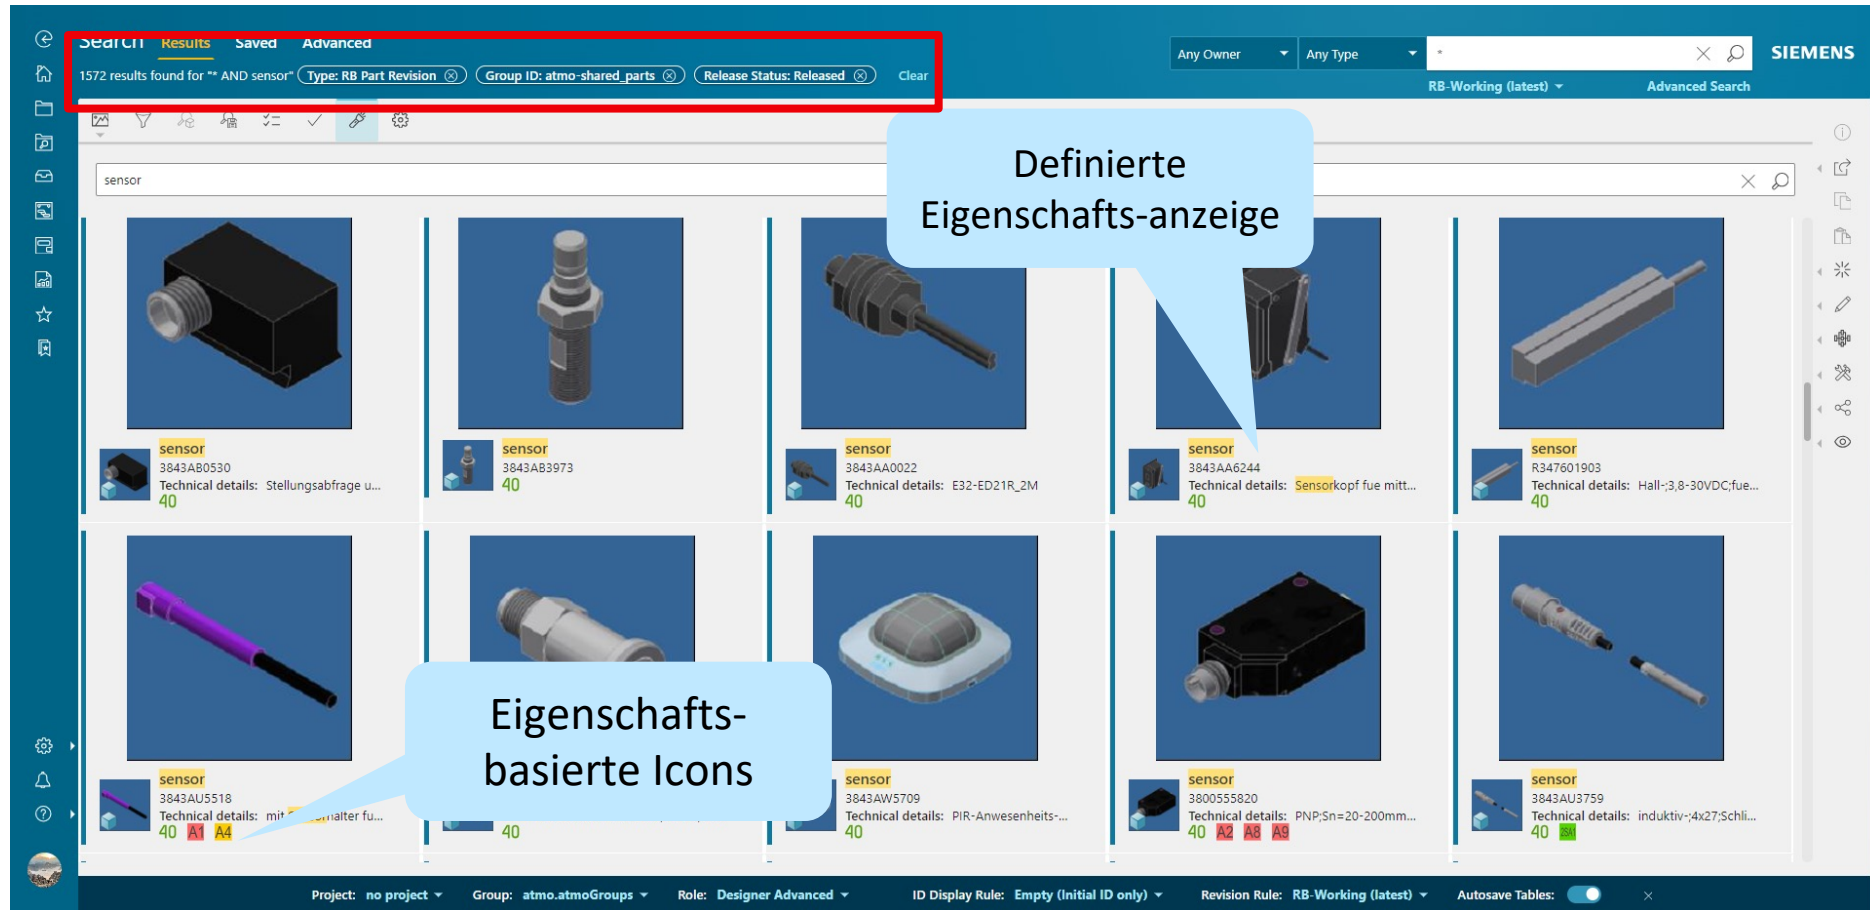 Search Results Saved Advanced
1572 results found for "* AND sensor" Type: RB Part Revision Group ID: atmo-shared_parts Release Status: Released Clear
Any Owner Any Type * SIEMENS
RB-Working (latest) Advanced Search
Definierte
Eigenschafts-anzeige
sensor
sensor
3843AB0530
Technical details: Stellungsabfrage u...
40
sensor
3843AB3973
40
sensor
3843AA0022
Technical details: E32-ED21R_2M
40
sensor
3843AA6244
Technical details: Sensorkopf fue mitt...
40
sensor
R347601903
Technical details: Hall-;3,8-30VDC;fue...
40
Eigenschafts-
basierte Icons
sensor
3843AU5518
Technical details: mit
halter fu...
40 A1 A4
40
sensor
3843AW5709
Technical details: PIR-Anwesenheits-...
40
sensor
3800555820
Technical details: PNP;Sn=20-200mm...
40 A2 A8 A9
sensor
3843AU3759
Technical details: induktiv-;4x27;Schli...
40 2SA1
Project: no project Group: atmo.atmoGroups Role: Designer Advanced ID Display Rule: Empty (Initial ID only) Revision Rule: RB-Working (latest) Autosave Tables: